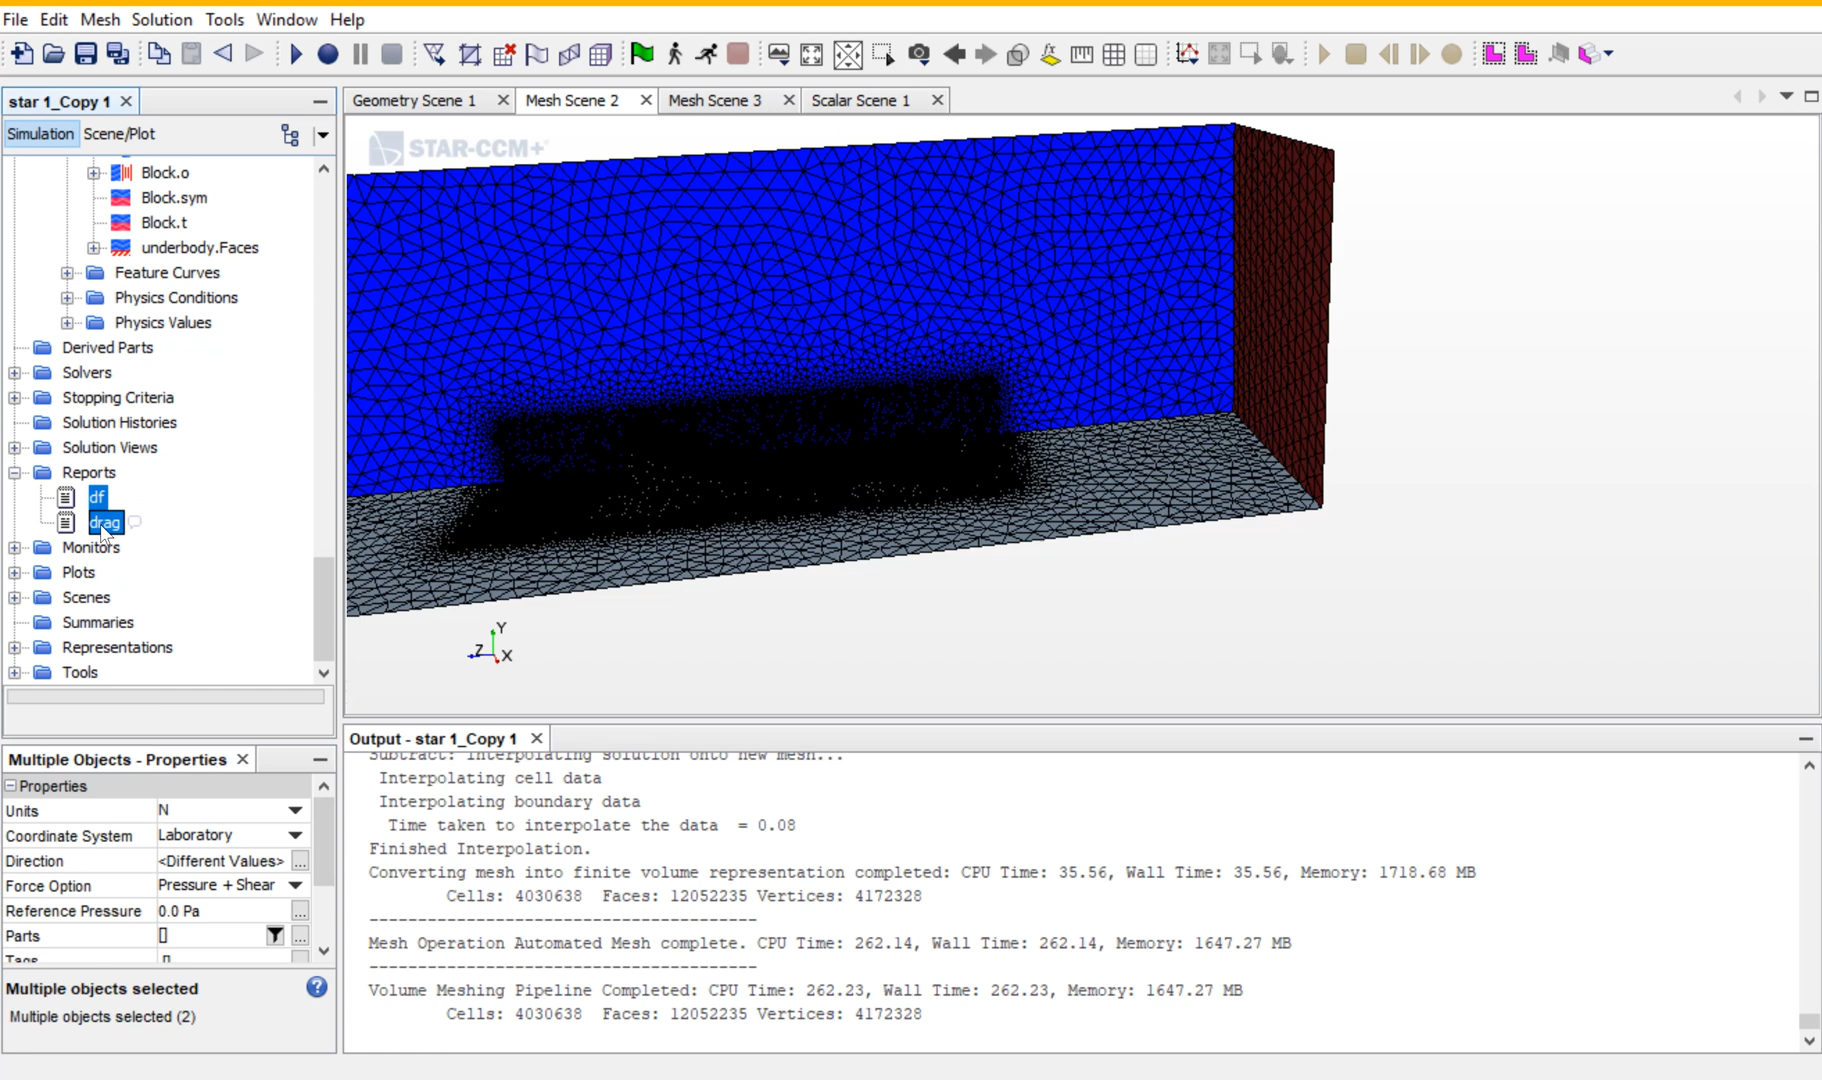 File Edit Mesh Solution Tools Window Help
star 1_Copy 1
Simulation Scene/Plot
Block.o
Block.sym
Block.t
underbody.Faces
Feature Curves
Physics Conditions
Physics Values
Derived Parts
Solvers
Stopping Criteria
Solution Histories
Solution Views
Reports
df
drag
Monitors
Plots
Scenes
Summaries
Representations
Tools
Multiple Objects - Properties
Properties
Units N
Coordinate System Laboratory
Direction <Different Values> ...
Force Option Pressure + Shear
Reference Pressure 0.0 Pa ...
Parts [] ...
Tags []
Multiple objects selected
Multiple objects selected (2)
Geometry Scene 1 Mesh Scene 2 Mesh Scene 3 Scalar Scene 1
STAR-CCM+
Y
Z X
Output - star 1_Copy 1
Subtract: Interpolating solution onto new mesh...
Interpolating cell data
Interpolating boundary data
Time taken to interpolate the data = 0.08
Finished Interpolation.
Converting mesh into finite volume representation completed: CPU Time: 35.56, Wall Time: 35.56, Memory: 1718.68 MB
Cells: 4030638 Faces: 12052235 Vertices: 4172328
-----------------------------------------
Mesh Operation Automated Mesh complete. CPU Time: 262.14, Wall Time: 262.14, Memory: 1647.27 MB
-----------------------------------------
Volume Meshing Pipeline Completed: CPU Time: 262.23, Wall Time: 262.23, Memory: 1647.27 MB
Cells: 4030638 Faces: 12052235 Vertices: 4172328